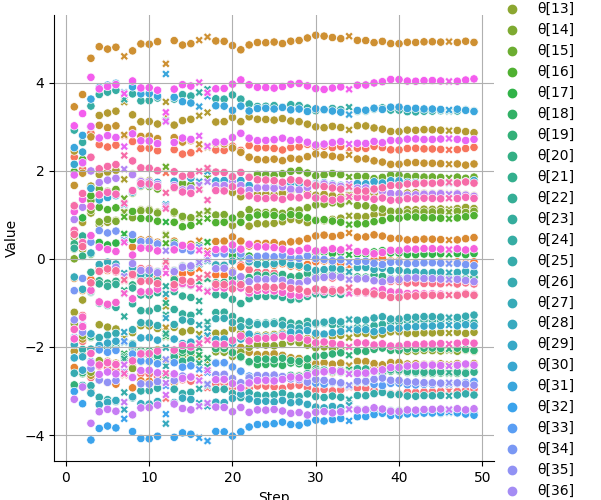 Value
4
2
0
−2
−4
0
10
20
30
40
50
Step
θ[13]
θ[14]
θ[15]
θ[16]
θ[17]
θ[18]
θ[19]
θ[20]
θ[21]
θ[22]
θ[23]
θ[24]
θ[25]
θ[26]
θ[27]
θ[28]
θ[29]
θ[30]
θ[31]
θ[32]
θ[33]
θ[34]
θ[35]
θ[36]